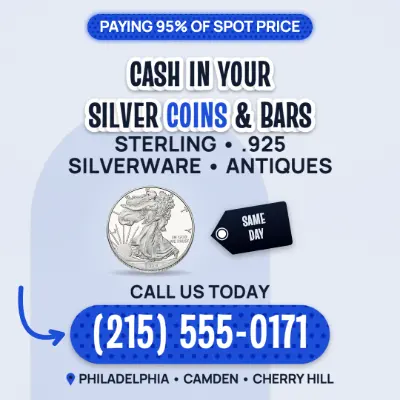 PAYING 95% OF SPOT PRICE
CASH IN YOUR
SILVER COINS & BARS
STERLING • .925
SILVERWARE • ANTIQUES
SAME
DAY
CALL US TODAY
(215) 555-0171
PHILADELPHIA • CAMDEN • CHERRY HILL